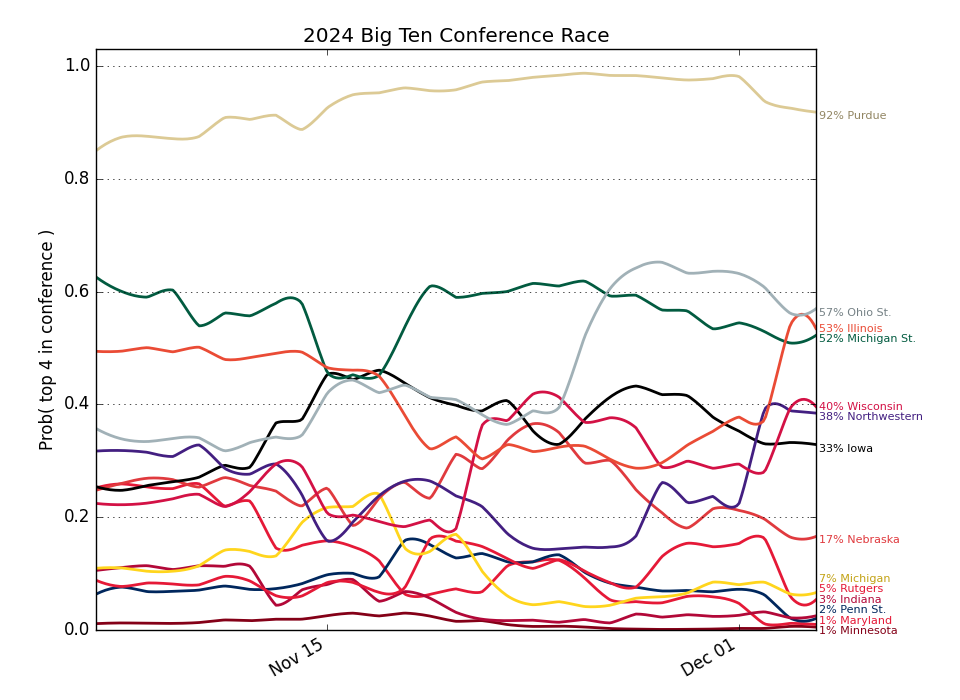 2024 Big Ten Conference Race
1.0
0.8
0.6
0.4
0.2
0.0
Prob( top 4 in conference )
Nov 15
Dec 01
92% Purdue
57% Ohio St.
53% Illinois
52% Michigan St.
40% Wisconsin
38% Northwestern
33% Iowa
17% Nebraska
7% Michigan
5% Rutgers
3% Indiana
2% Penn St.
1% Maryland
1% Minnesota